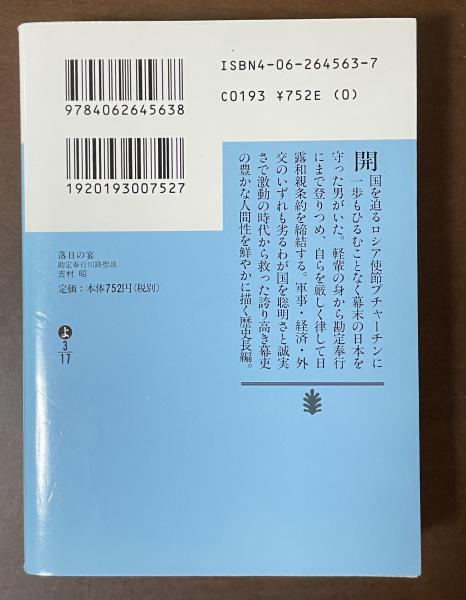 ISBN4-06-264563-7
C0193 ¥752E (0)
9784062645638
1920193007527
開国を迫るロシア使節プチャーチンに
一歩もひるむことなく幕末の日本を
守った男がいた。軽輩の身から勘定奉行
にまで登りつめ、自らを厳しく律して日
露和親条約を締結する。軍事・経済・外
交のいずれも劣るわが国を聡明さと誠実
さで激動の時代から救った誇り高き幕吏
の豊かな人間性を鮮やかに描く歴史長編。
落日の宴
勘定奉行川路聖謨
吉村 昭
定価：本体752円(税別)
よ
3
17